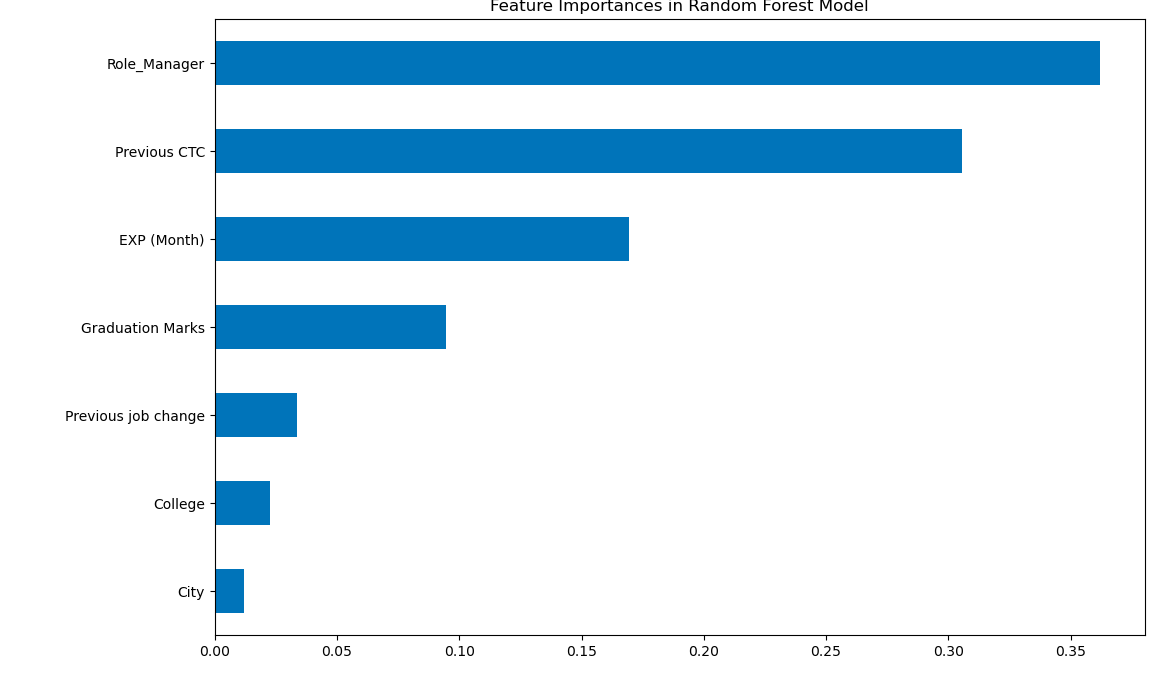 Feature Importances in Random Forest Model
Role_Manager
Previous CTC
EXP (Month)
Graduation Marks
Previous job change
College
City
0.00 0.05 0.10 0.15 0.20 0.25 0.30 0.35